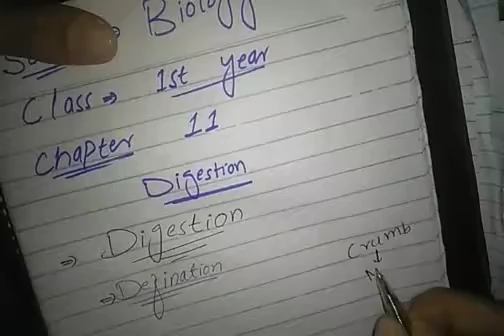 Biology
Class ⇒ 1st year
Chapter 11
Digestion
⇒ Digestion
⇒ Defination
Crumb
↓